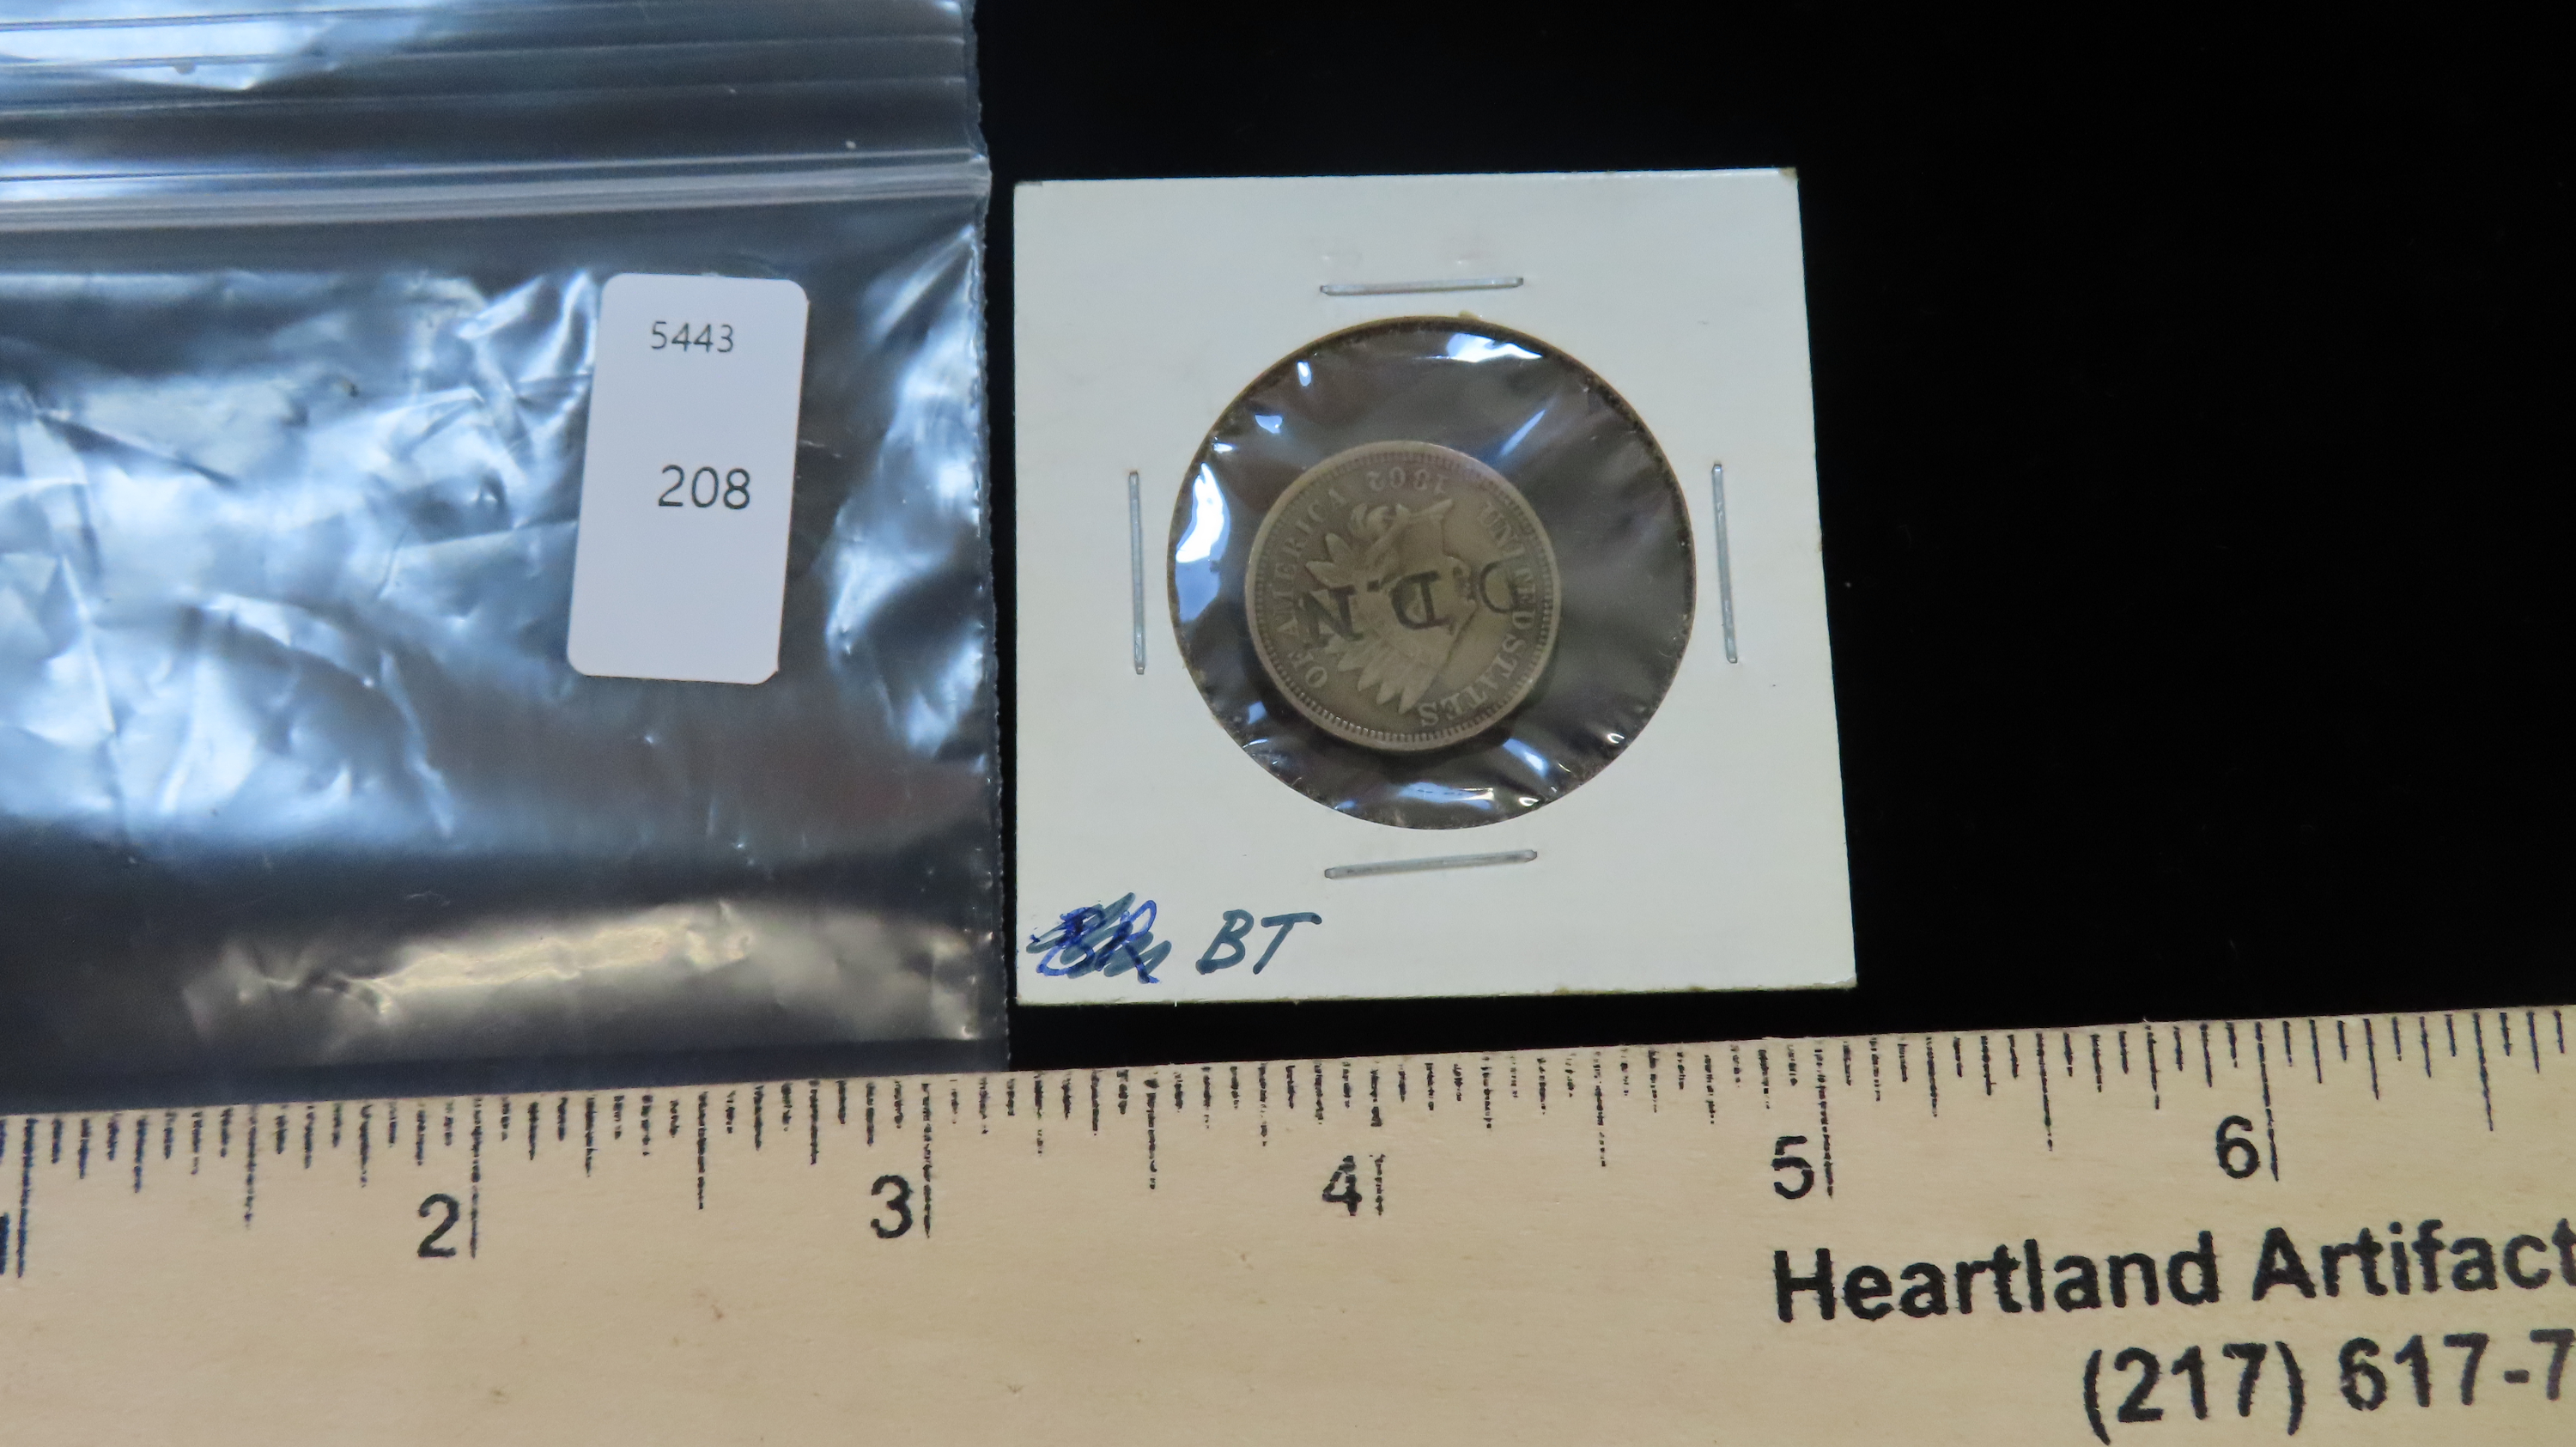 5443
208
1862
UNITED STATES
OF AMERICA
D. N
BT
2 3 4 5 6
Heartland Artifact
(217) 617-7